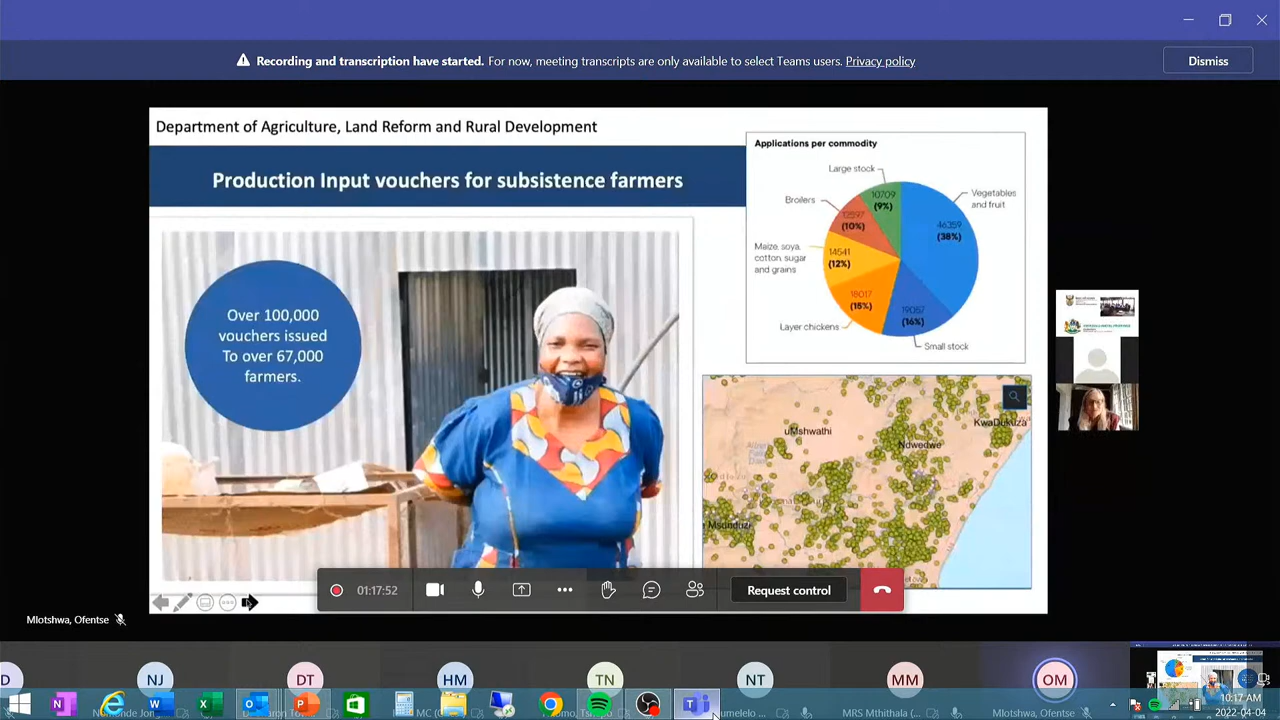 Recording and transcription have started. For now, meeting transcripts are only available to select Teams users. Privacy policy
Dismiss
Department of Agriculture, Land Reform and Rural Development
Production Input vouchers for subsistence farmers
Over 100,000
vouchers issued
To over 67,000
farmers.
Applications per commodity
Large stock
10709
(9%)
Broilers
(10%)
Vegetables
and fruit
46359
(38%)
Maize, soya,
cotton, sugar
and grains
14541
(12%)
18017
(15%)
19057
(16%)
Layer chickens
Small stock
uMshwathi
Ndwedwe
KwaDukuza
Msunduzi
01:17:52
Request control
Mlotshwa, Ofentse
D
NJ
DT
HM
TN
NT
MM
OM
MRS Mthithala
Mlotshwa, Ofentse
10:17 AM
2022-04-04